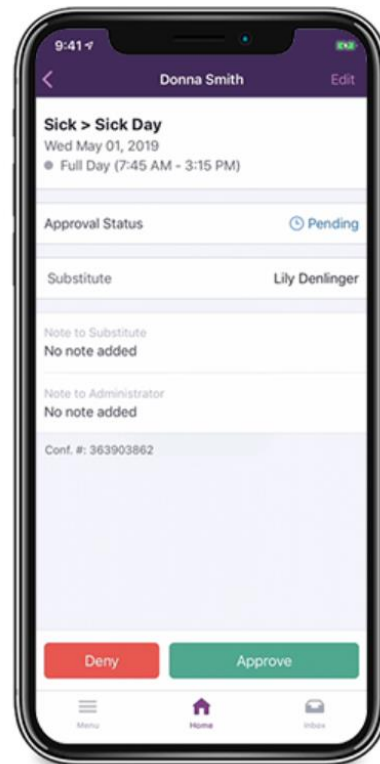 9:41
Donna Smith Edit
Sick > Sick Day
Wed May 01, 2019
Full Day (7:45 AM - 3:15 PM)
Approval Status Pending
Substitute Lily Denlinger
Note to Substitute
No note added
Note to Administrator
No note added
Conf. #: 363903862
Deny Approve
Menu Home Inbox